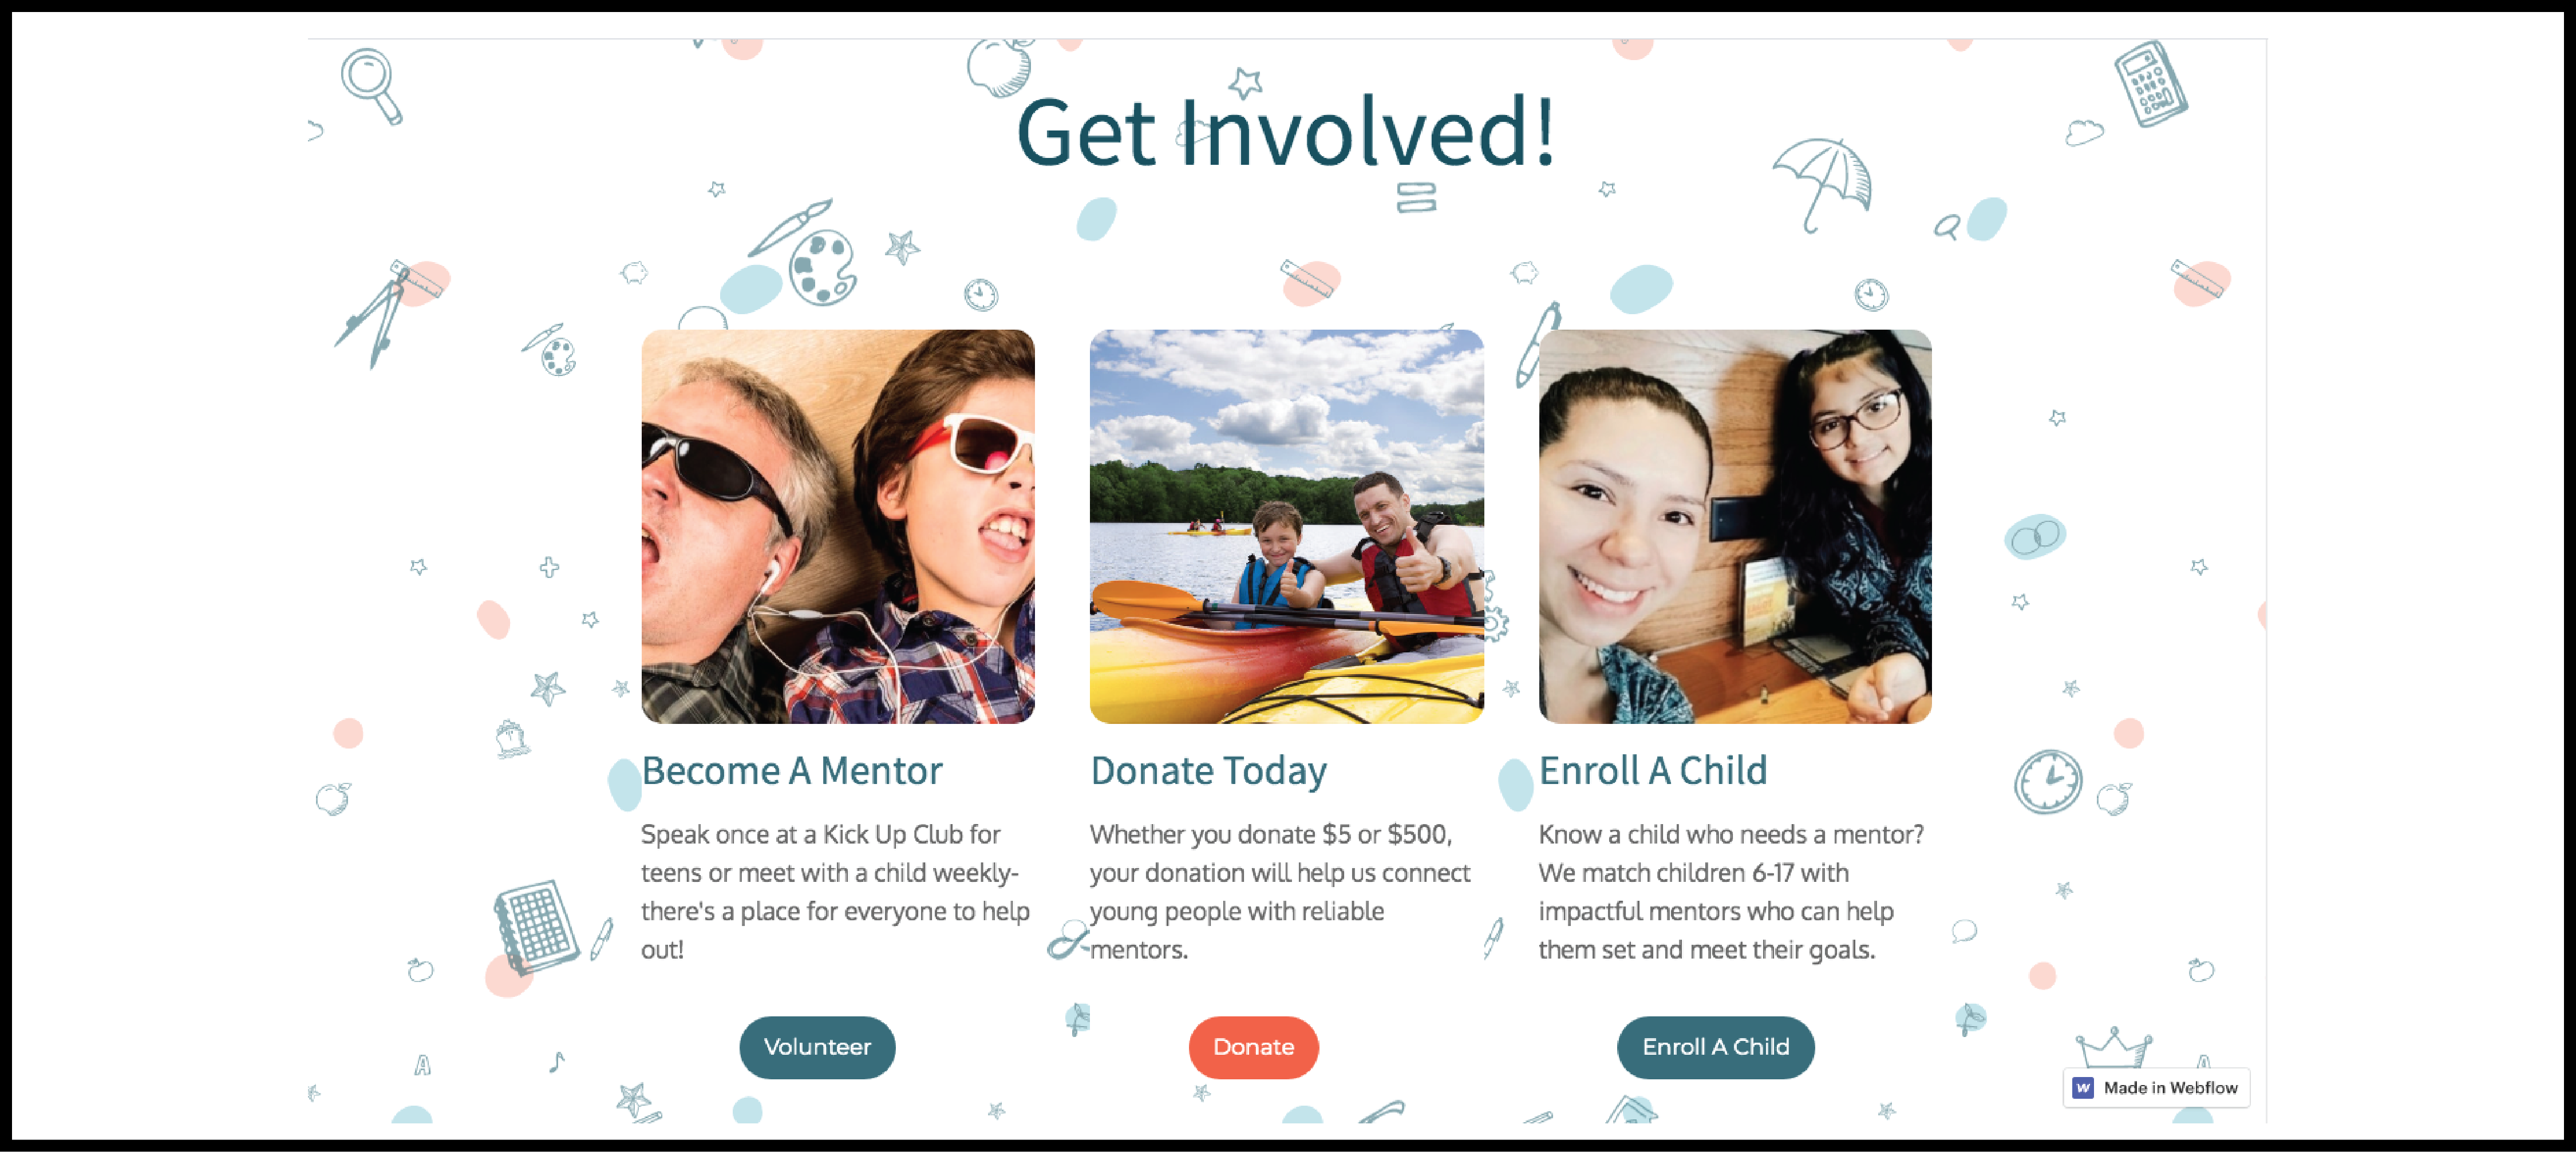 Get Involved!
Become A Mentor
Speak once at a Kick Up Club for
teens or meet with a child weekly-
there's a place for everyone to help
out!
Volunteer
Donate Today
Whether you donate $5 or $500,
your donation will help us connect
young people with reliable
mentors.
Donate
Enroll A Child
Know a child who needs a mentor?
We match children 6-17 with
impactful mentors who can help
them set and meet their goals.
Enroll A Child
A
A
W Made in Webflow